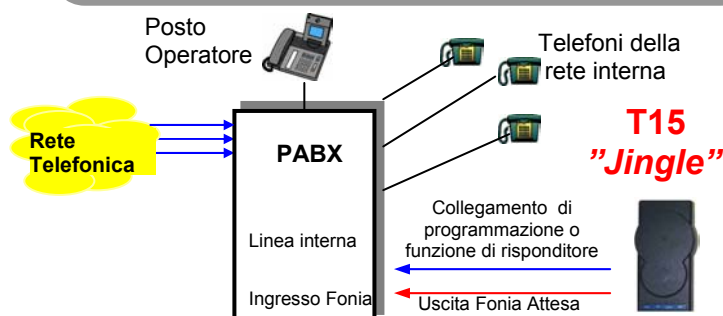 Posto
Operatore
Telefoni della
rete interna
Rete
Telefonica
PABX
T15
"Jingle"
Collegamento di
programmazione o
funzione di risponditore
Linea interna
Ingresso Fonia
Uscita Fonia Attesa